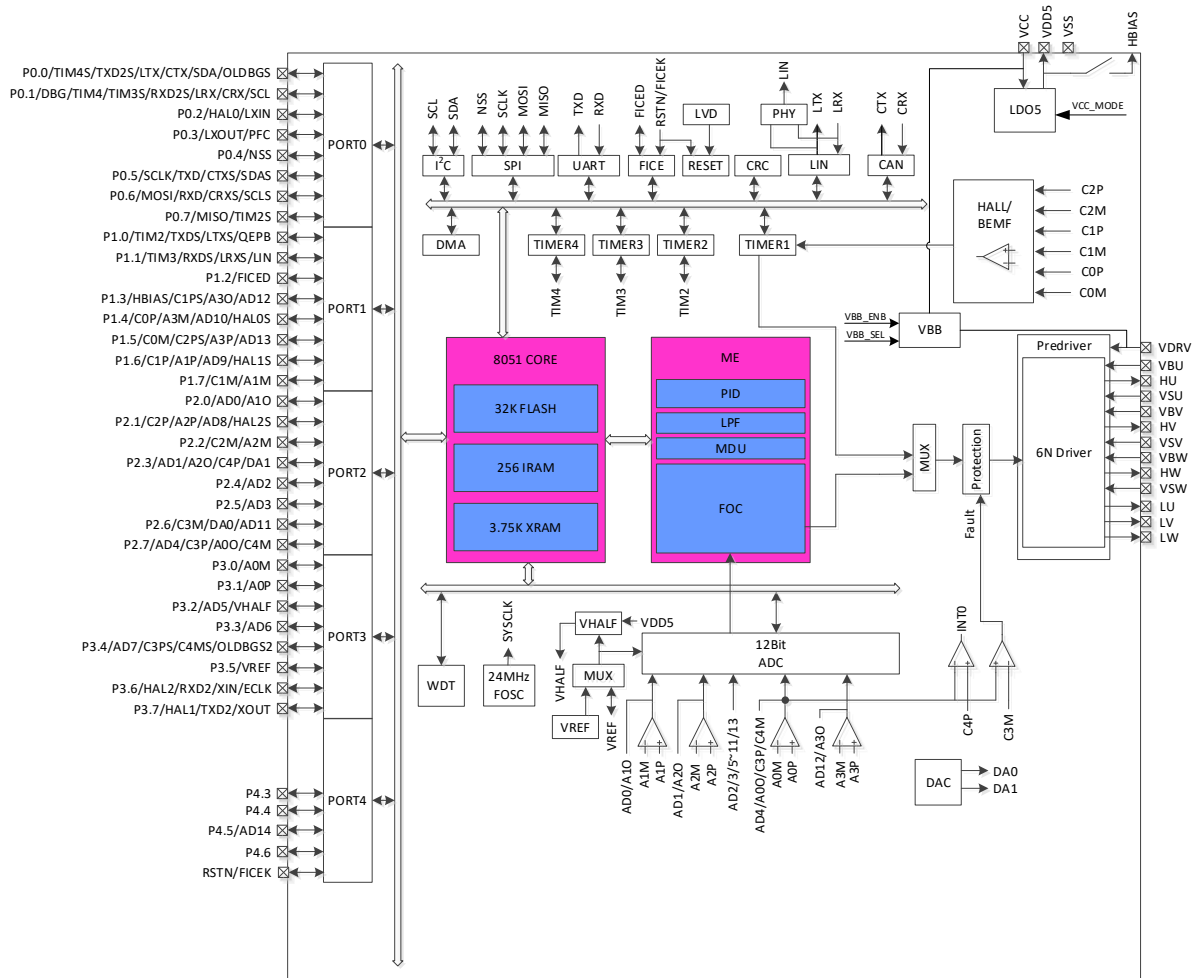 VCC
VDD5
VSS
HBIAS
P0.0/TIM4S/TXD2S/LTX/CTX/SDA/OLDBGS
P0.1/DBG/TIM4/TIM3S/RXD2S/LRX/CRX/SCL
P0.2/HAL0/LXIN
P0.3/LXOUT/PFC
P0.4/NSS
P0.5/SCLK/TXD/CTXS/SDAS
P0.6/MOSI/RXD/CRXS/SCLS
P0.7/MISO/TIM2S
PORT0
P1.0/TIM2/TXDS/LTXS/QEPB
P1.1/TIM3/RXDS/LRXS/LIN
P1.2/FICED
P1.3/HBIAS/C1PS/A3O/AD12
P1.4/C0P/A3M/AD10/HAL0S
P1.5/C0M/C2PS/A3P/AD13
P1.6/C1P/A1P/AD9/HAL1S
P1.7/C1M/A1M
PORT1
P2.0/AD0/A1O
P2.1/C2P/A2P/AD8/HAL2S
P2.2/C2M/A2M
P2.3/AD1/A2O/C4P/DA1
P2.4/AD2
P2.5/AD3
P2.6/C3M/DA0/AD11
P2.7/AD4/C3P/A0O/C4M
PORT2
P3.0/A0M
P3.1/A0P
P3.2/AD5/VHALF
P3.3/AD6
P3.4/AD7/C3PS/C4MS/OLDBGS2
P3.5/VREF
P3.6/HAL2/RXD2/XIN/ECLK
P3.7/HAL1/TXD2/XOUT
PORT3
P4.3
P4.4
P4.5/AD14
P4.6
RSTN/FICEK
PORT4
SCL
SDA
NSS
SCLK
MOSI
MISO
TXD
RXD
FICED
RSTN/FICEK
LVD
LIN
PHY
LTX
LRX
CTX
CRX
I2C
SPI
UART
FICE
RESET
CRC
LIN
CAN
LDO5
VCC_MODE
DMA
TIMER4
TIMER3
TIMER2
TIMER1
TIM4
TIM3
TIM2
HALL/
BEMF
C2P
C2M
C1P
C1M
C0P
C0M
VBB_ENB
VBB_SEL
VBB
8051 CORE
32K FLASH
256 IRAM
3.75K XRAM
ME
PID
LPF
MDU
FOC
MUX
Protection
Fault
Predriver
6N Driver
VDRV
VBU
HU
VSU
VBV
HV
VSV
VBW
HW
VSW
LU
LV
LW
WDT
SYSCLK
24MHz
FOSC
VHALF
VDD5
VHALF
MUX
VREF
VREF
12Bit
ADC
AD0/A1O
A1M
A1P
AD1/A2O
A2M
A2P
AD2/3/5~11/13
AD4/A0O/C3P/C4M
A0M
A0P
AD12/A3O
A3M
A3P
INT0
C4P
C3M
DAC
DA0
DA1